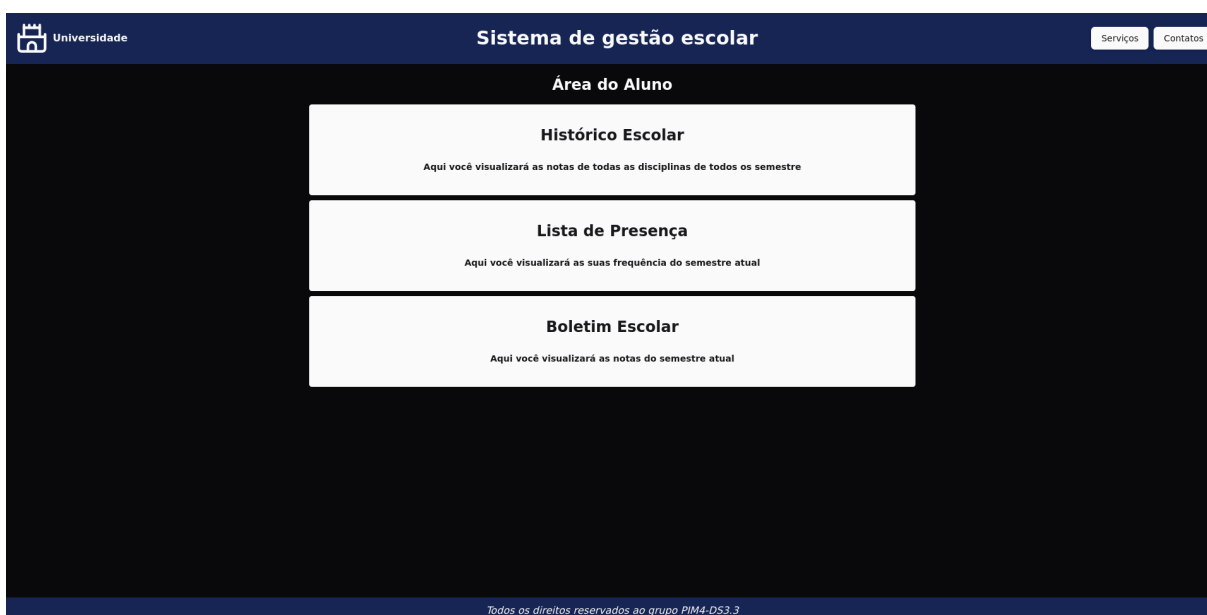 Universidade
Sistema de gestão escolar
Serviços
Contatos
Área do Aluno
Histórico Escolar
Aqui você visualizará as notas de todas as disciplinas de todos os semestre
Lista de Presença
Aqui você visualizará as suas frequência do semestre atual
Boletim Escolar
Aqui você visualizará as notas do semestre atual
Todos os direitos reservados ao grupo PIM4-DS3.3